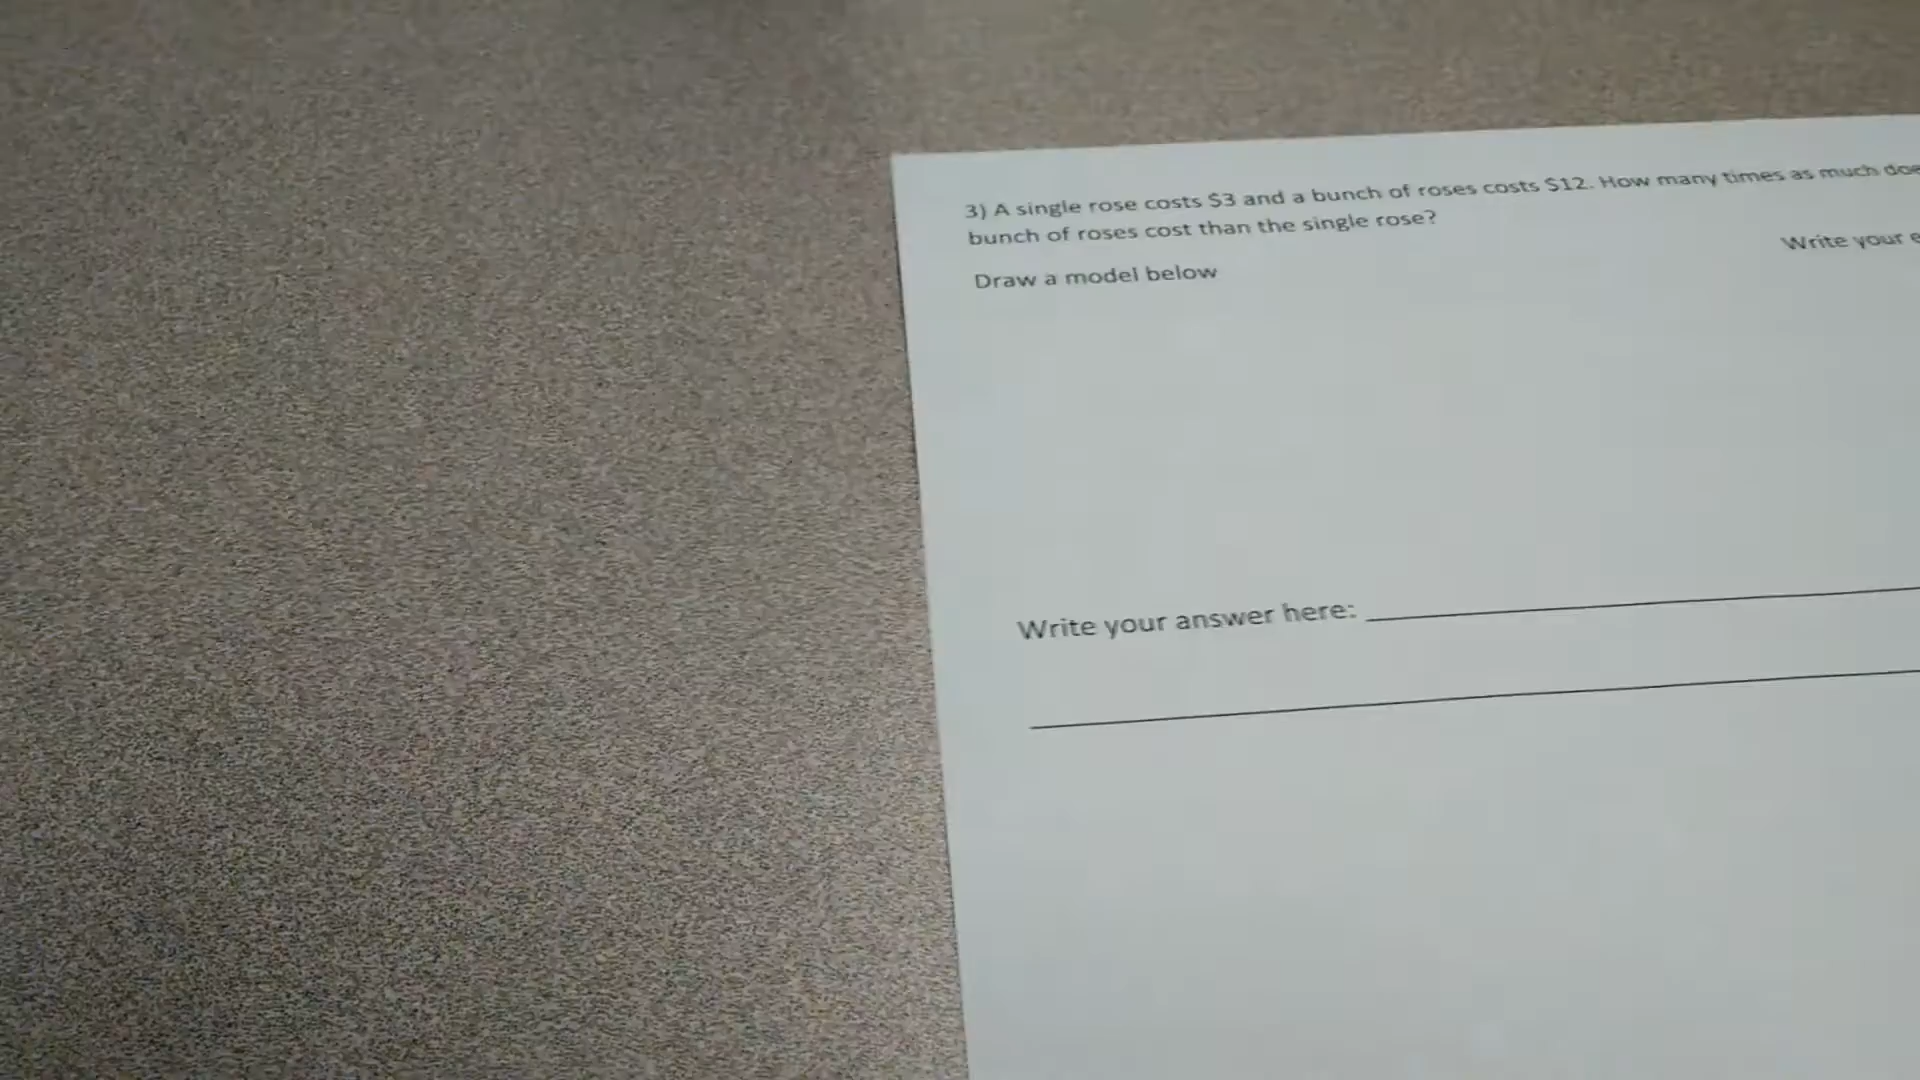 3) A single rose costs $3 and a bunch of roses costs $12. How many times as much doe
bunch of roses cost than the single rose?
Write your e
Draw a model below
Write your answer here: